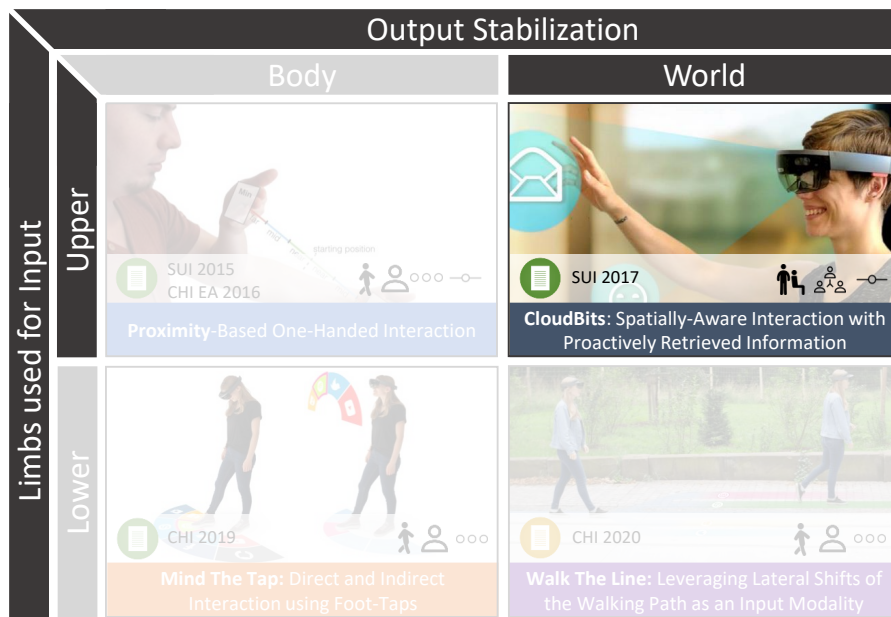 Output Stabilization
Body
World
Limbs used for Input
Upper
Lower
Min
mid
starting position
SUI 2015
CHI EA 2016
Proximity-Based One-Handed Interaction
SUI 2017
CloudBits: Spatially-Aware Interaction with
Proactively Retrieved Information
CHI 2019
Mind The Tap: Direct and Indirect
Interaction using Foot-Taps
CHI 2020
Walk The Line: Leveraging Lateral Shifts of
the Walking Path as an Input Modality